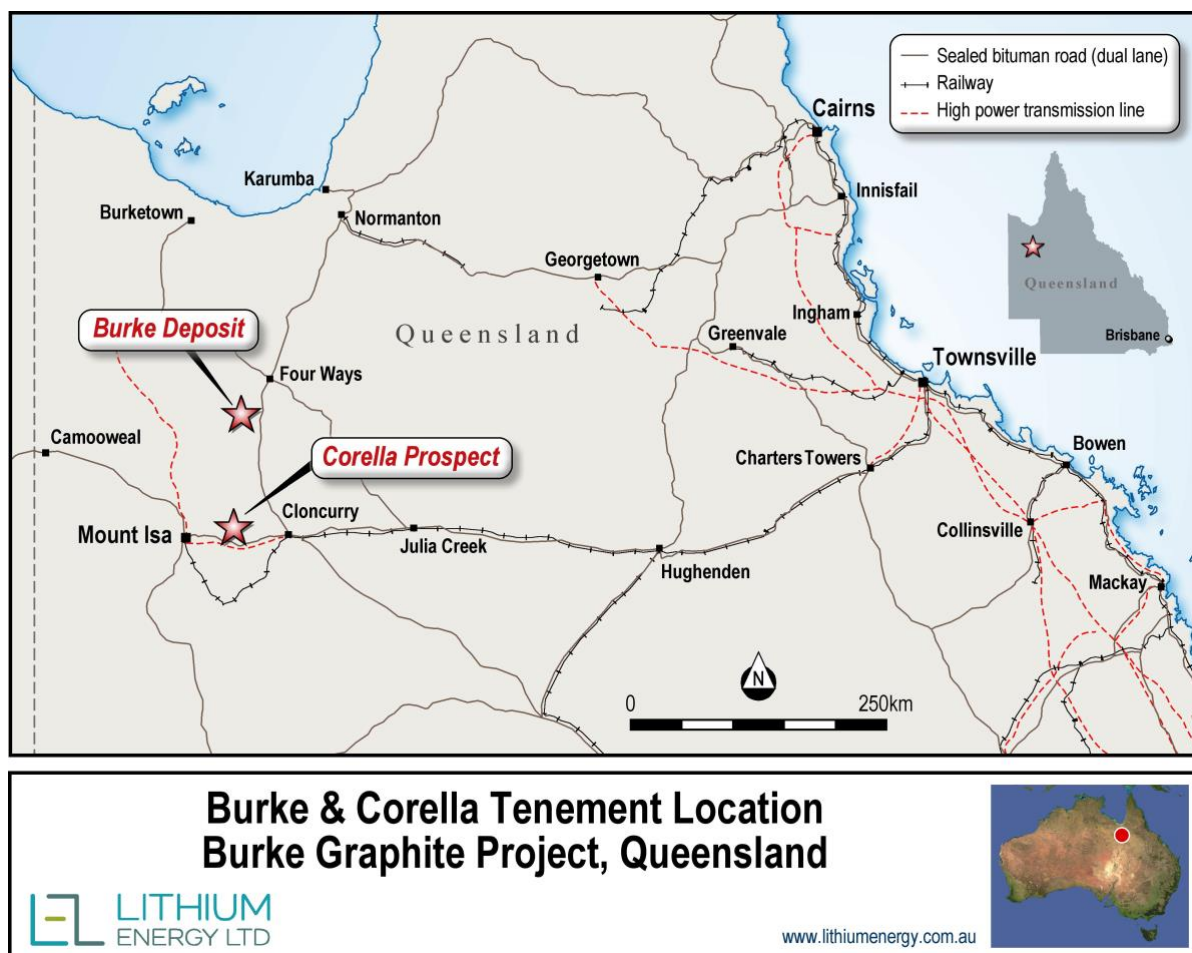 Sealed bituman road (dual lane)
Railway
High power transmission line
Cairns
Karumba
Innisfail
Burketown
Normanton
Georgetown
Queensland
Ingham
Burke Deposit
Queensland
Greenvale
Brisbane
Townsville
Four Ways
Camooweal
Corella Prospect
Bowen
Charters Towers
Cloncurry
Mount Isa
Julia Creek
Collinsville
Hughenden
Mackay
N
0 250km
Burke & Corella Tenement Location
Burke Graphite Project, Queensland
LEL
LITHIUM
ENERGY LTD
www.lithiumenergy.com.au